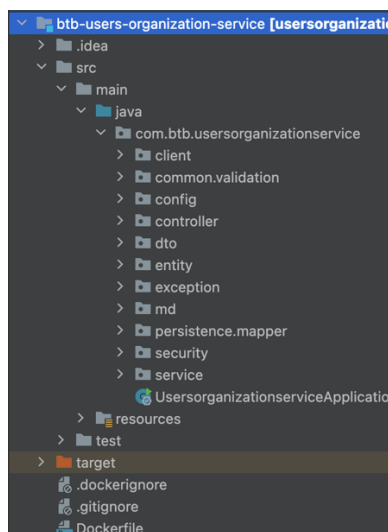 btb-users-organization-service [usersorganizatio
.idea
src
main
java
com.btb.usersorganizationservice
client
common.validation
config
controller
dto
entity
exception
md
persistence.mapper
security
service
UsersorganizationserviceApplicatio
resources
test
target
.dockerignore
.gitignore
Dockerfile